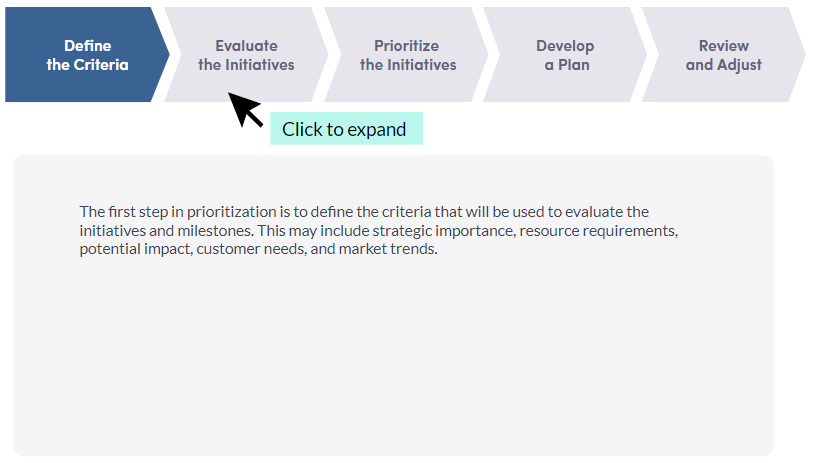 Define
the Criteria
Evaluate
the Initiatives
Prioritize
the Initiatives
Develop
a Plan
Review
and Adjust
Click to expand
The first step in prioritization is to define the criteria that will be used to evaluate the
initiatives and milestones. This may include strategic importance, resource requirements,
potential impact, customer needs, and market trends.